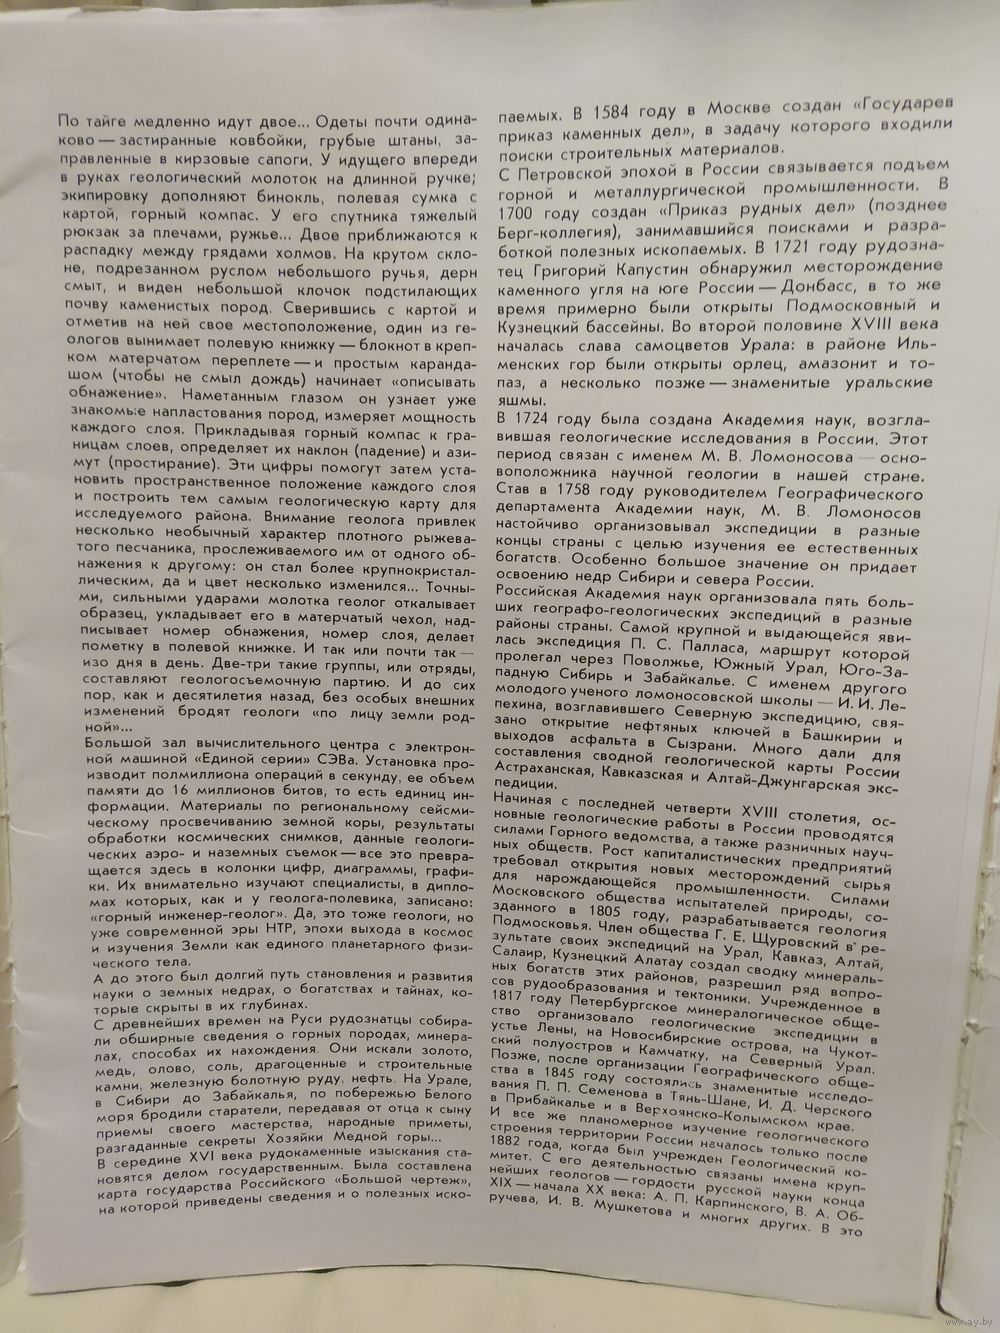 По тайге медленно идут двое... Одеты почти одина-
ково — застиранные ковбойки, грубые штаны, за-
правленные в кирзовые сапоги. У идущего впереди
в руках геологический молоток на длинной ручке;
экипировку дополняют бинокль, полевая сумка с
картой, горный компас. У его спутника тяжелый
рюкзак за плечами, ружье... Двое приближаются к
распадку между грядами холмов. На крутом скло-
не, подрезанном руслом небольшого ручья, дерн
смыт, и виден небольшой клочок подстилающих
почву каменистых пород. Сверившись с картой и
отметив на ней свое местоположение, один из ге-
ологов вынимает полевую книжку — блокнот в креп-
ком матерчатом переплете — и простым каранда-
шом (чтобы не смыл дождь) начинает «описывать
обнажение». Наметанным глазом он узнает уже
знакомые напластования пород, измеряет мощность
каждого слоя. Прикладывая горный компас к гра-
ницам слоев, определяет их наклон (падение) и ази-
мут (простирание). Эти цифры помогут затем уста-
новить пространственное положение каждого слоя
и построить тем самым геологическую карту для
исследуемого района. Внимание геолога привлек
несколько необычный характер плотного рыжева-
того песчаника, прослеживаемого им от одного об-
нажения к другому: он стал более крупнокристал-
лическим, да и цвет несколько изменился... Точны-
ми, сильными ударами молотка геолог откалывает
образец, укладывает его в матерчатый чехол, над-
писывает номер обнажения, номер слоя, делает
пометку в полевой книжке. И так или почти так —
изо дня в день. Две-три такие группы, или отряды,
составляют геологосъемочную партию. И до сих
пор, как и десятилетия назад, без особых внешних
изменений бродят геологи «по лицу земли род-
ной»...
Большой зал вычислительного центра с электрон-
ной машиной «Единой серии» СЭВа. Установка про-
изводит полмиллиона операций в секунду, ее объем
памяти до 16 миллионов битов, то есть единиц ин-
формации. Материалы по региональному сейсми-
ческому просвечиванию земной коры, результаты
обработки космических снимков, данные геологи-
ческих аэро- и наземных съемок — все это превра-
щается здесь в колонки цифр, диаграммы, графи-
ки. Их внимательно изучают специалисты, в дипло-
мах которых, как и у геолога-полевика, записано:
«горный инженер-геолог». Да, это тоже геологи, но
уже современной эры НТР, эпохи выхода в космос
и изучения Земли как единого планетарного физи-
ческого тела.
А до этого был долгий путь становления и развития
науки о земных недрах, о богатствах и тайнах, ко-
торые скрыты в их глубинах.
С древнейших времен на Руси рудознатцы собира-
ли обширные сведения о горных породах, минера-
лах, способах их нахождения. Они искали золото,
медь, олово, соль, драгоценные и строительные
камни, железную болотную руду, нефть. На Урале,
в Сибири до Забайкалья, по побережью Белого
моря бродили старатели, передавая от отца к сыну
приемы своего мастерства, народные приметы,
разгаданные секреты Хозяйки Медной горы...
В середине XVI века рудокаменные изыскания ста-
новятся делом государственным. Была составлена
карта государства Российского «Большой чертеж»,
на которой приведены сведения и о полезных иско-
паемых. В 1584 году в Москве создан «Государев
приказ каменных дел», в задачу которого входили
поиски строительных материалов.
С Петровской эпохой в России связывается подъем
горной и металлургической промышленности. В
1700 году создан «Приказ рудных дел» (позднее
Берг-коллегия), занимавшийся поисками и разра-
боткой полезных ископаемых. В 1721 году рудозна-
тец Григорий Капустин обнаружил месторождение
каменного угля на юге России — Донбасс, в то же
время примерно были открыты Подмосковный и
Кузнецкий бассейны. Во второй половине XVIII века
началась слава самоцветов Урала: в районе Иль-
менских гор были открыты орлец, амазонит и то-
паз, а несколько позже — знаменитые уральские
яшмы.
В 1724 году была создана Академия наук, возгла-
вившая геологические исследования в России. Этот
период связан с именем М. В. Ломоносова — осно-
воположника научной геологии в нашей стране.
Став в 1758 году руководителем Географического
департамента Академии наук, М. В. Ломоносов
настойчиво организовывал экспедиции в разные
концы страны с целью изучения ее естественных
богатств. Особенно большое значение он придает
освоению недр Сибири и севера России.
Российская Академия наук организовала пять боль-
ших географо-геологических экспедиций в разные
районы страны. Самой крупной и выдающейся яви-
лась экспедиция П. С. Палласа, маршрут которой
пролегал через Поволжье, Южный Урал, Юго-За-
падную Сибирь и Забайкалье. С именем другого
молодого ученого ломоносовской школы — И. И. Ле-
пехина, возглавившего Северную экспедицию, свя-
зано открытие нефтяных ключей в Башкирии и
выходов асфальта в Сызрани. Много дали для
составления сводной геологической карты России
Астраханская, Кавказская и Алтай-Джунгарская экс-
педиции.
Начиная с последней четверти XVIII столетия, ос-
новные геологические работы в России проводятся
силами Горного ведомства, а также различных науч-
ных обществ. Рост капиталистических предприятий
требовал открытия новых месторождений сырья
для нарождающейся промышленности. Силами
Московского общества испытателей природы, со-
зданного в 1805 году, разрабатывается геология
Подмосковья. Член общества Г. Е. Щуровский в ре-
зультате своих экспедиций на Урал, Кавказ, Алтай,
Салаир, Кузнецкий Алатау создал сводку минераль-
ных богатств этих районов, разрешил ряд вопро-
сов рудообразования и тектоники. Учрежденное в
1817 году Петербургское минералогическое обще-
ство организовало геологические экспедиции в
устье Лены, на Новосибирские острова, на Чукот-
ский полуостров и Камчатку, на Северный Урал.
Позже, после организации Географического обще-
ства в 1845 году состоялись знаменитые исследо-
вания П. П. Семенова в Тянь-Шане, И. Д. Черского
в Прибайкалье и в Верхоянско-Колымском крае.
И все же планомерное изучение геологического
строения территории России началось только после
1882 года, когда был учрежден Геологический ко-
митет. С его деятельностью связаны имена круп-
нейших геологов — гордости русской науки конца
XIX — начала XX века: А. П. Карпинского, В. А. Об-
ручева, И. В. Мушкетова и многих других. В это
www.ay.by